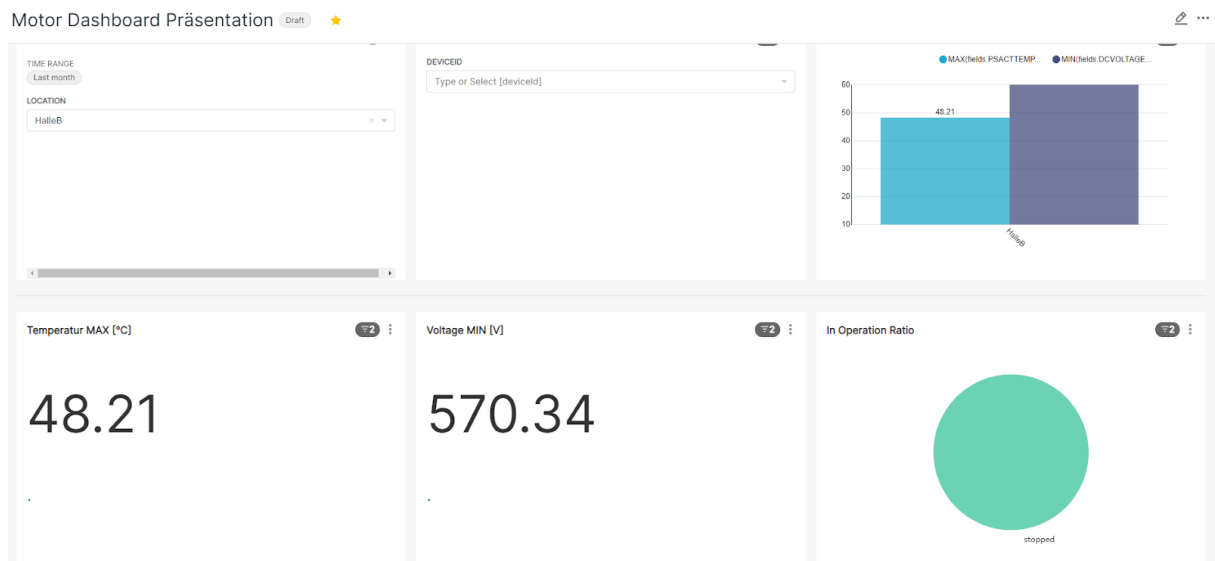 Motor Dashboard Präsentation Draft
TIME RANGE
Last month
LOCATION
HalleB
DEVICEID
Type or Select [deviceId]
MAX(fields.PSACTTEMP... MIN(fields.DCVOLTAGE...
60
50
40
30
20
10
48.21
HalleB
Temperatur MAX [°C] 2
48.21
Voltage MIN [V] 2
570.34
In Operation Ratio 2
stopped